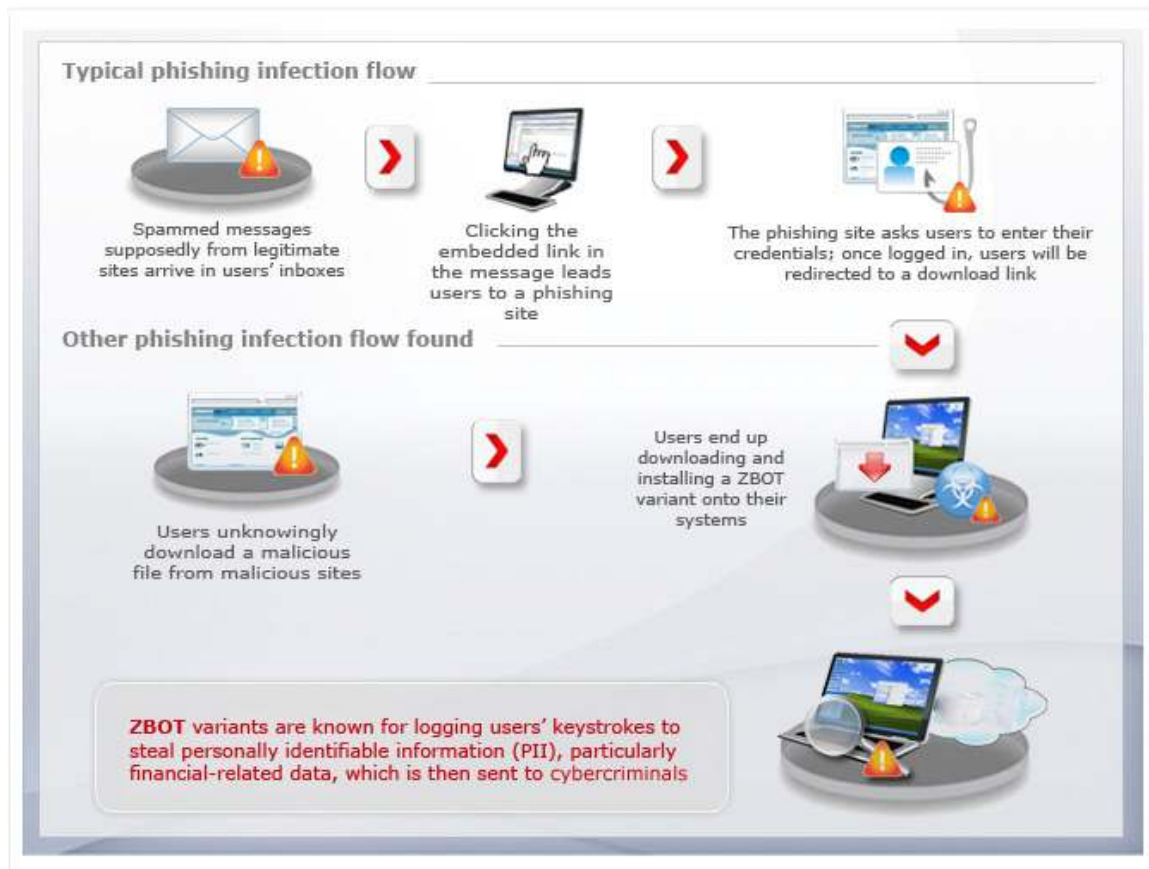 Typical phishing infection flow
Spammed messages
supposedly from legitimate
sites arrive in users' inboxes
Clicking the
embedded link in
the message leads
users to a phishing
site
The phishing site asks users to enter their
credentials; once logged in, users will be
redirected to a download link
Other phishing infection flow found
Users unknowingly
download a malicious
file from malicious sites
Users end up
downloading and
installing a ZBOT
variant onto their
systems
ZBOT variants are known for logging users' keystrokes to
steal personally identifiable information (PII), particularly
financial-related data, which is then sent to cybercriminals